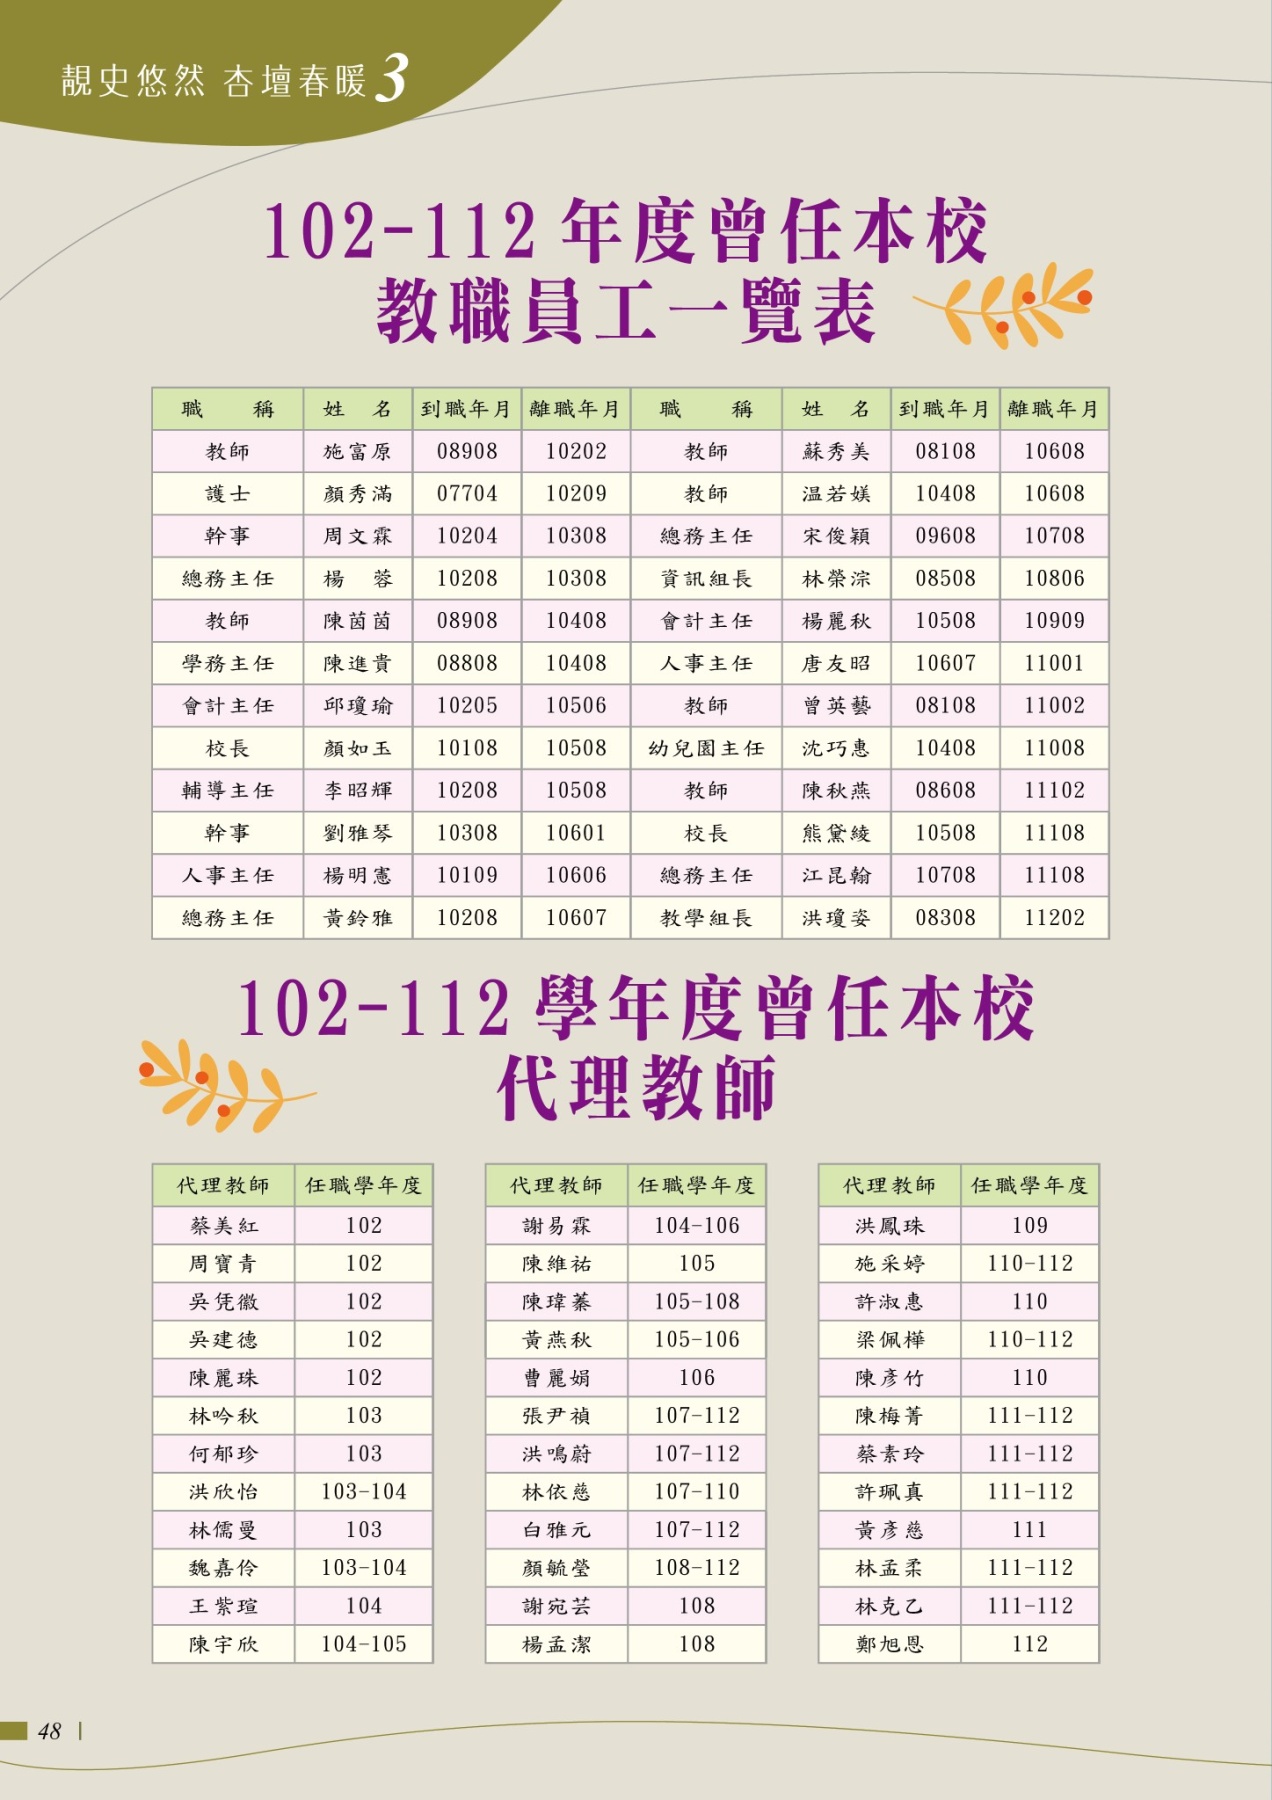 靚史悠然 杏壇春暖3
102-112年度曾任本校
教職員工一覽表
職 稱 姓 名 到職年月 離職年月 職 稱 姓 名 到職年月 離職年月
教師 施富原 08908 10202 教師 蘇秀美 08108 10608
護士 顏秀滿 07704 10209 教師 温若媄 10408 10608
幹事 周文霖 10204 10308 總務主任 宋俊穎 09608 10708
總務主任 楊 蓉 10208 10308 資訊組長 林榮淙 08508 10806
教師 陳茵茵 08908 10408 會計主任 楊麗秋 10508 10909
學務主任 陳進貴 08808 10408 人事主任 唐友昭 10607 11001
會計主任 邱瓊瑜 10205 10506 教師 曾英藝 08108 11002
校長 顏如玉 10108 10508 幼兒園主任 沈巧惠 10408 11008
輔導主任 李昭輝 10208 10508 教師 陳秋燕 08608 11102
幹事 劉雅琴 10308 10601 校長 熊黛綾 10508 11108
人事主任 楊明憲 10109 10606 總務主任 江昆翰 10708 11108
總務主任 黃鈴雅 10208 10607 教學組長 洪瓊姿 08308 11202
102-112學年度曾任本校
代理教師
代理教師 任職學年度 代理教師 任職學年度 代理教師 任職學年度
蔡美紅 102 謝易霖 104-106 洪鳳珠 109
周寶青 102 陳維祐 105 施采婷 110-112
吳凭徽 102 陳瑋蓁 105-108 許淑惠 110
吳建德 102 黃燕秋 105-106 梁佩樺 110-112
陳麗珠 102 曹麗娟 106 陳彥竹 110
林吟秋 103 張尹禎 107-112 陳梅菁 111-112
何郁珍 103 洪鳴蔚 107-112 蔡素玲 111-112
洪欣怡 103-104 林依慈 107-110 許珮真 111-112
林儒曼 103 白雅元 107-112 黃彥慈 111
魏嘉伶 103-104 顏毓瑩 108-112 林孟柔 111-112
王紫瑄 104 謝宛芸 108 林克乙 111-112
陳宇欣 104-105 楊孟潔 108 鄭旭恩 112
48